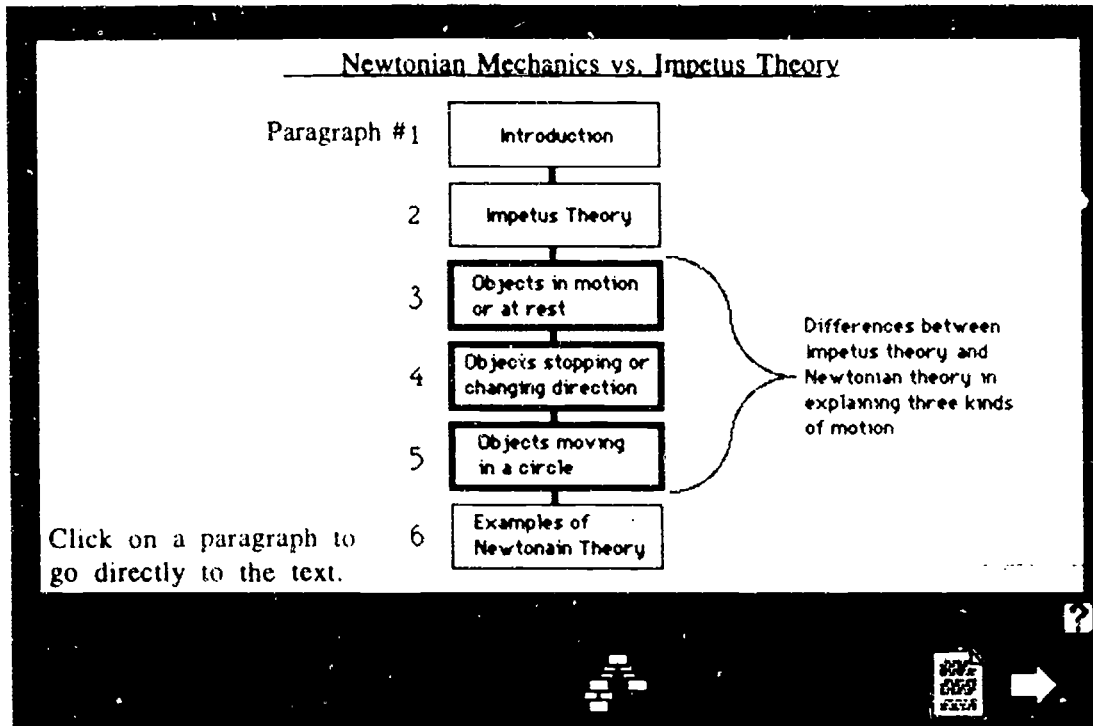 Newtonian Mechanics vs. Impetus Theory
Paragraph #1
Introduction
2
Impetus Theory
3
Objects in motion
or at rest
4
Objects stopping or
changing direction
5
Objects moving
in a circle
6
Examples of
Newtonain Theory
Differences between
impetus theory and
Newtonian theory in
explaining three kinds
of motion
Click on a paragraph to
go directly to the text.
?